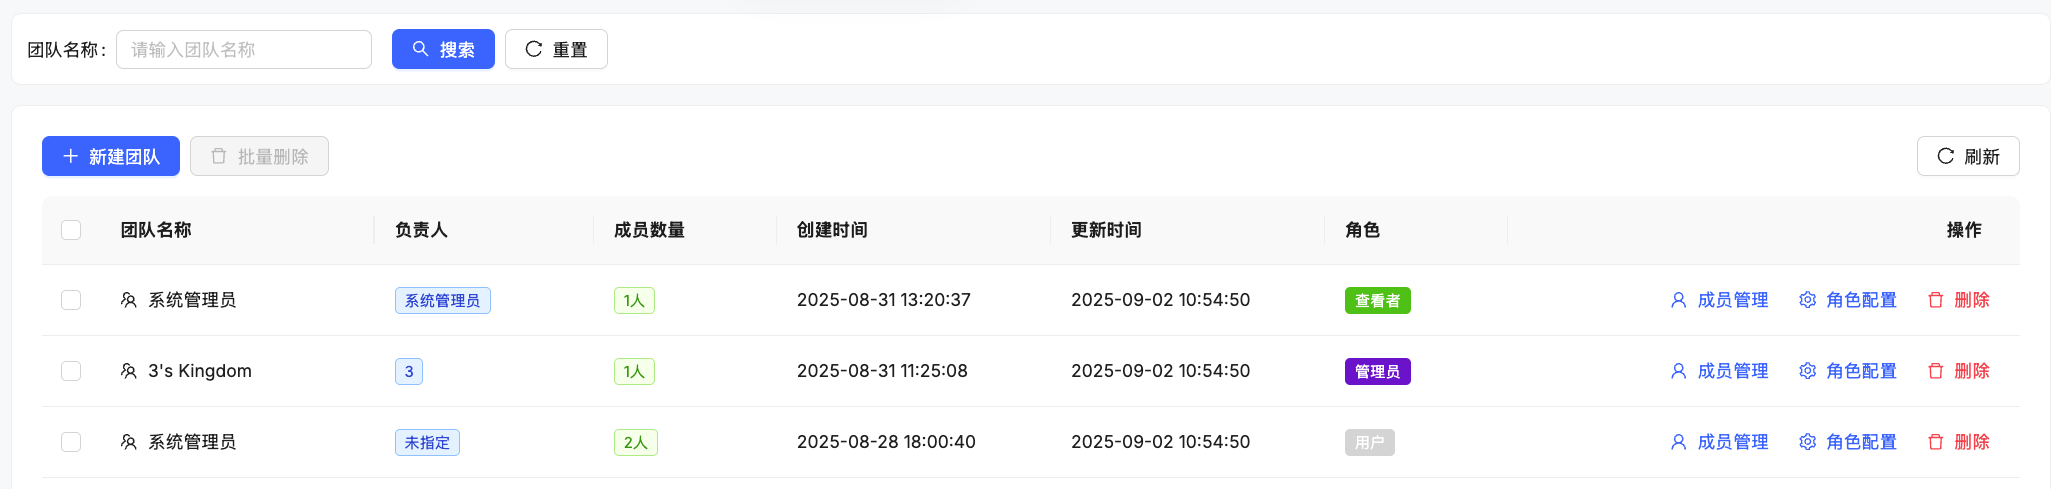 团队名称: 请输入团队名称 搜索 重置
新建团队 批量删除 刷新
团队名称 负责人 成员数量 创建时间 更新时间 角色 操作
系统管理员 系统管理员 1人 2025-08-31 13:20:37 2025-09-02 10:54:50 查看者 成员管理 角色配置 删除
3's Kingdom 3 1人 2025-08-31 11:25:08 2025-09-02 10:54:50 管理员 成员管理 角色配置 删除
系统管理员 未指定 2人 2025-08-28 18:00:40 2025-09-02 10:54:50 用户 成员管理 角色配置 删除